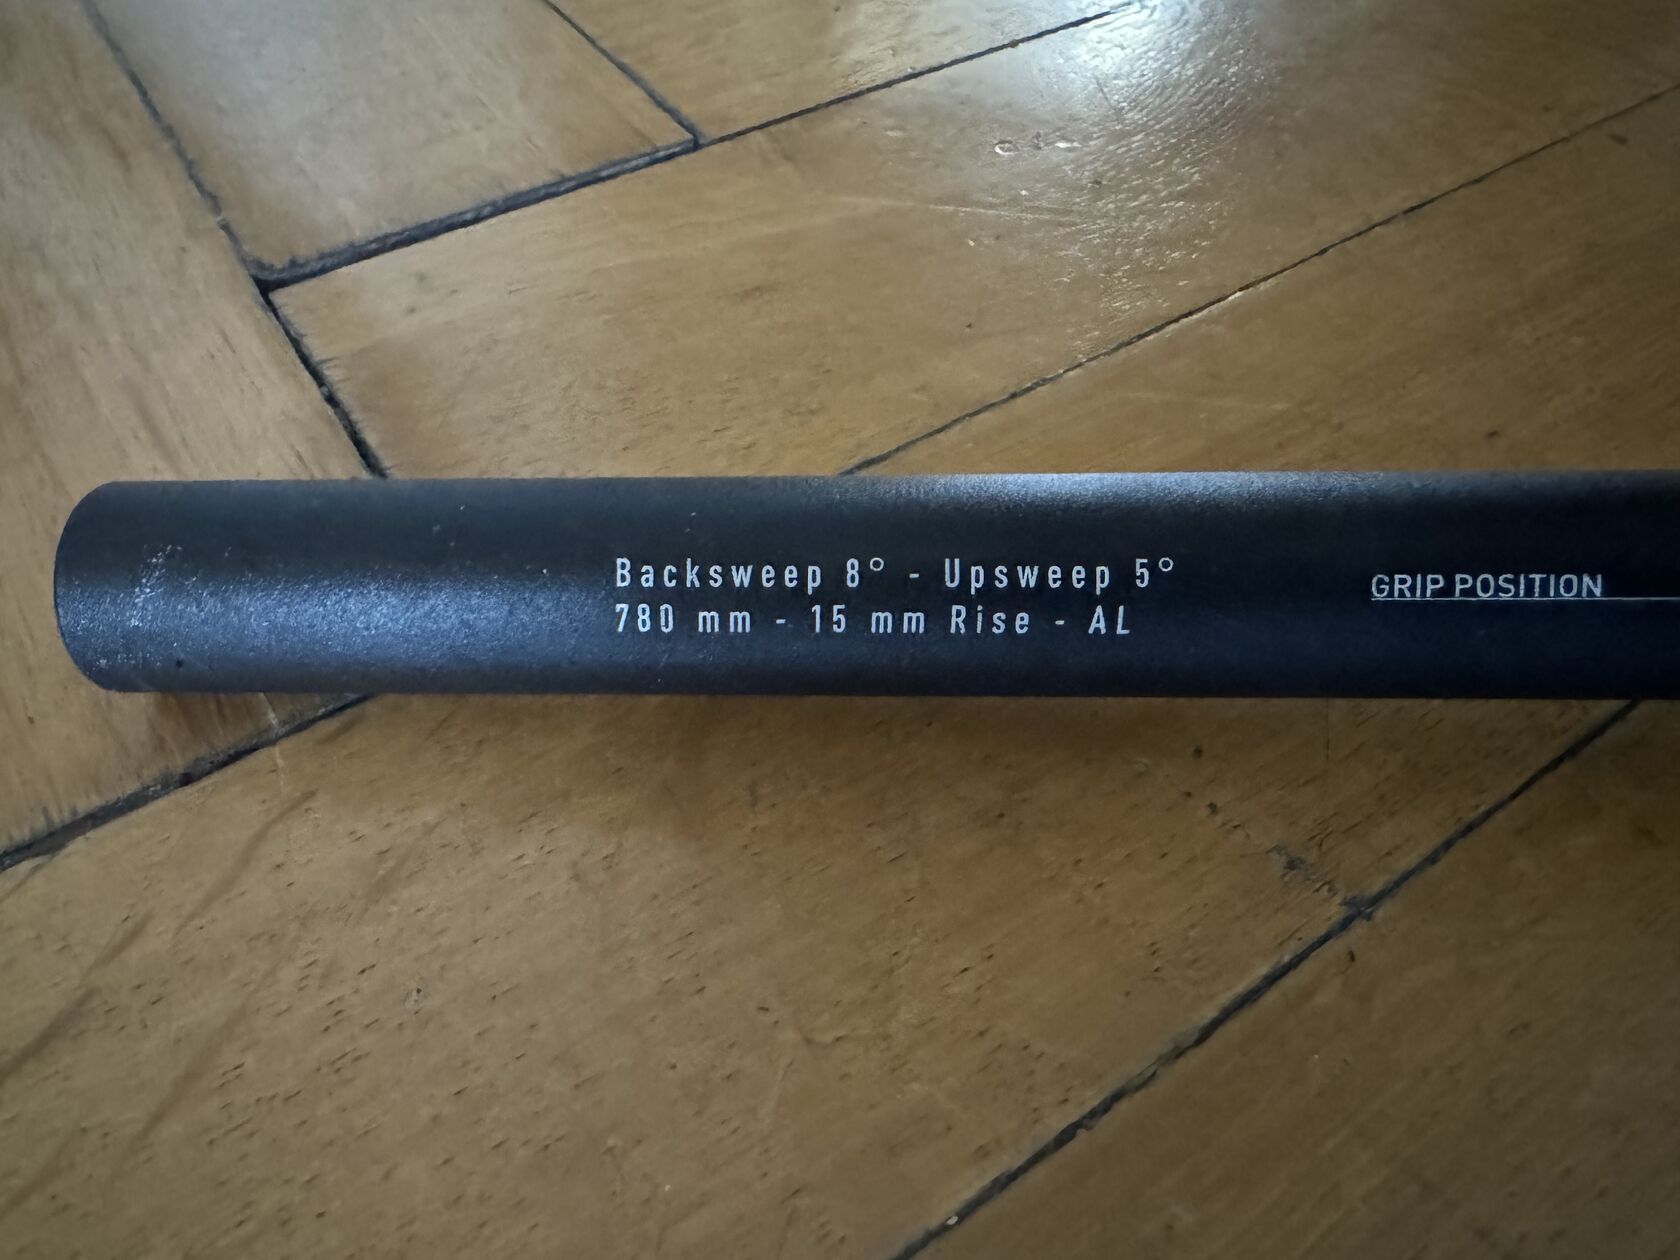 Backsweep 8° - Upsweep 5°
780 mm - 15 mm Rise - AL
GRIP POSITION